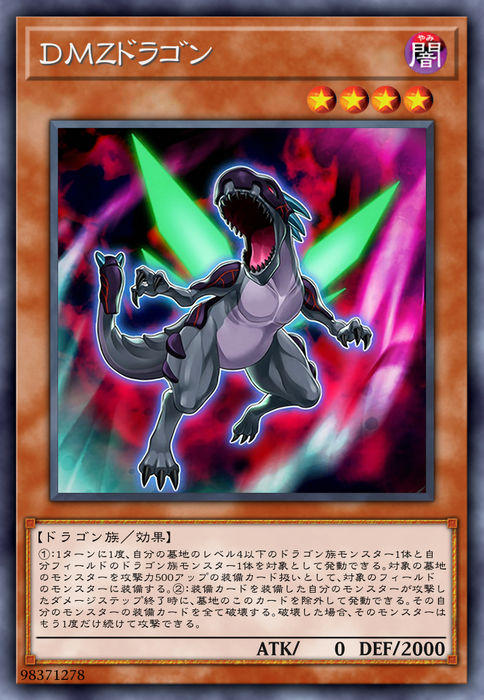 DMZドラゴン
やみ
闇
【ドラゴン族／効果】
①:1ターンに1度、自分の墓地のレベル4以下のドラゴン族モンスター1体と自
分フィールドのドラゴン族モンスター1体を対象として発動できる。対象の墓地
のモンスターを攻撃力500アップの装備カード扱いとして、対象のフィールド
のモンスターに装備する。②:装備カードを装備した自分のモンスターが攻撃し
たダメージステップ終了時に、墓地のこのカードを除外して発動できる。その自
分のモンスターの装備カードを全て破壊する。破壊した場合、そのモンスターは
もう1度だけ続けて攻撃できる。
ATK/ 0 DEF/2000
98371278